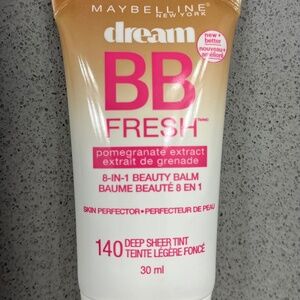 MAYBELLINE
NEW YORK
dream
new +
better
nouveau +
amélioré
BB
FRESH
pomegranate extract
extrait de grenade
8-IN-1 BEAUTY BALM
BAUME BEAUTÉ 8 EN 1
SKIN PERFECTOR • PERFECTEUR DE PEAU
140 DEEP SHEER TINT
TEINTE LÉGÈRE FONCÉ
30 ml